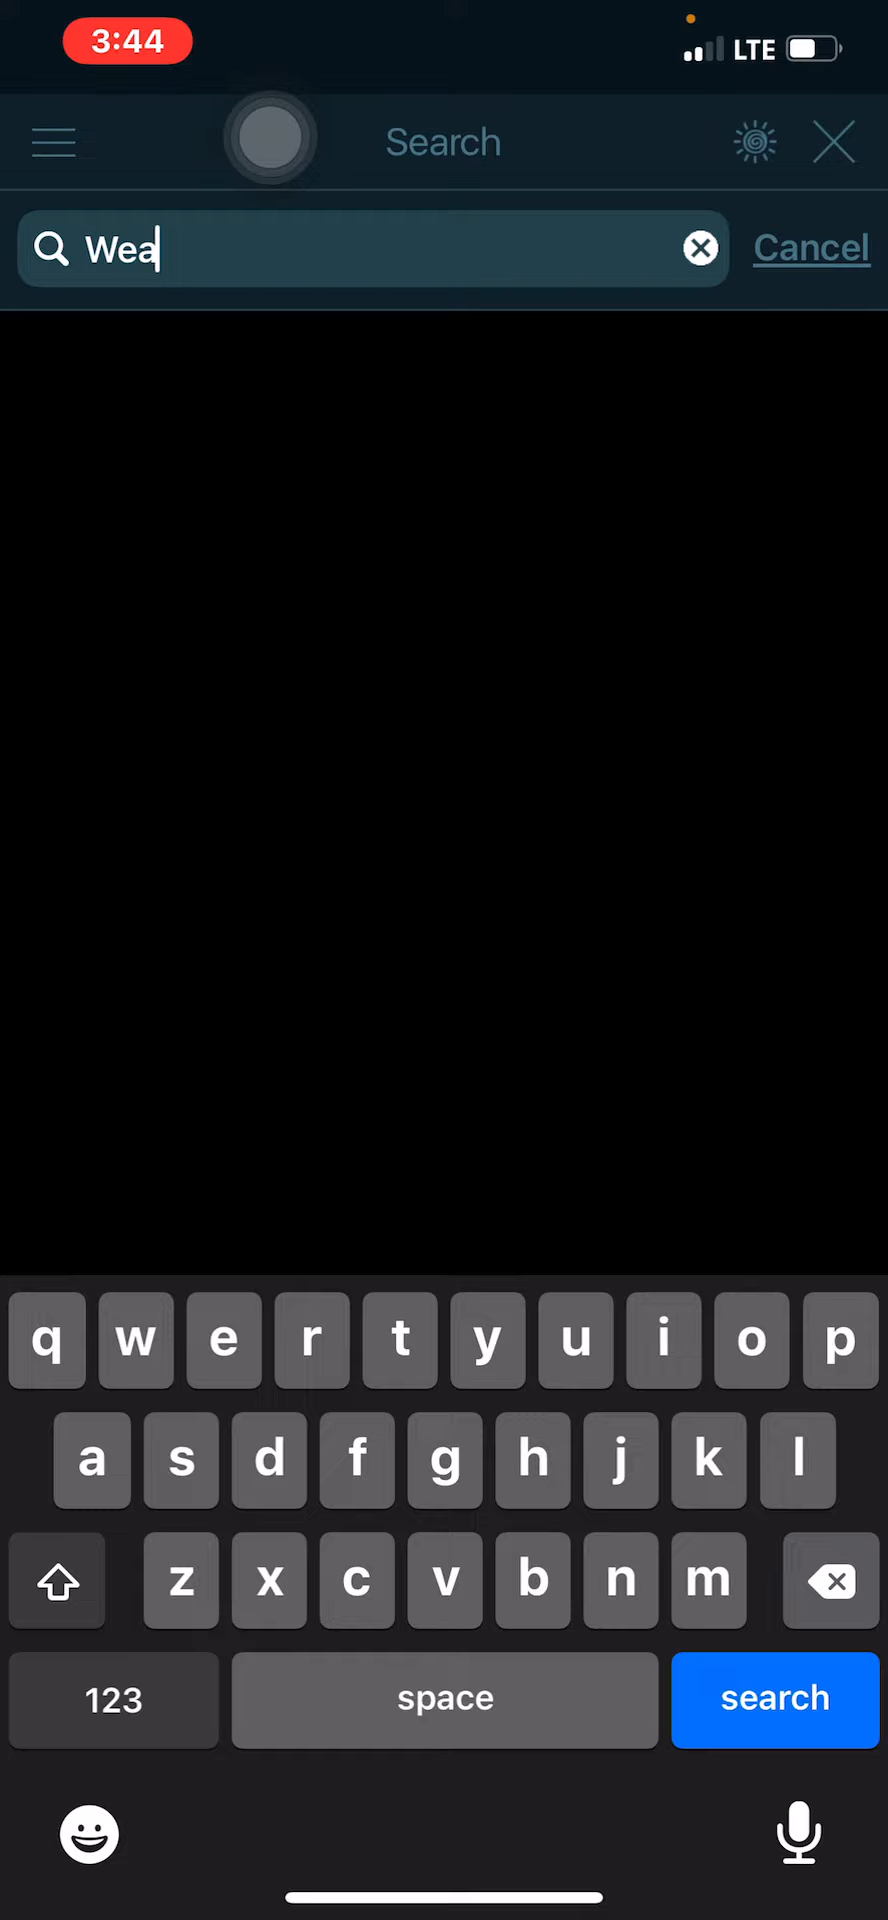 3:44 LTE
Search
Wea Cancel
q w e r t y u i o p
a s d f g h j k l
z x c v b n m
123 space search